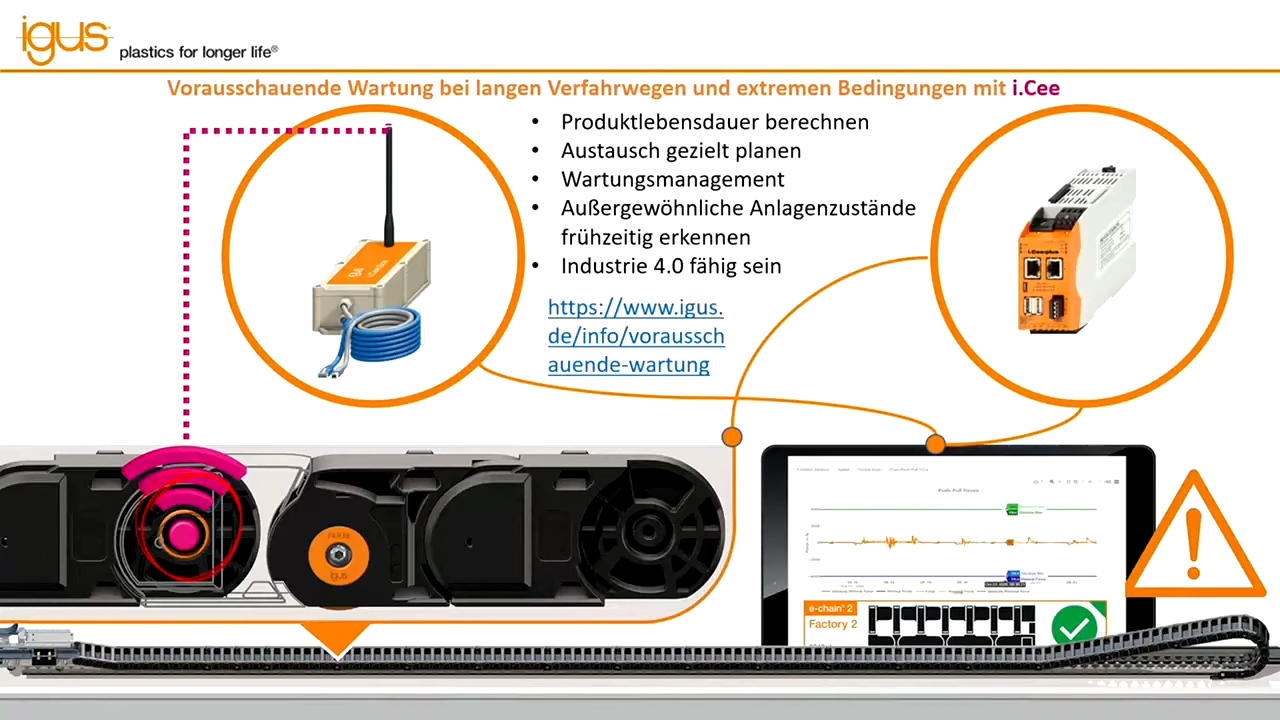 igus
plastics for longer life®
Vorausschauende Wartung bei langen Verfahrwegen und extremen Bedingungen mit i.Cee
• Produktlebensdauer berechnen
• Austausch gezielt planen
• Wartungsmanagement
• Außergewöhnliche Anlagenzustände
frühzeitig erkennen
• Industrie 4.0 fähig sein
https://www.igus.
de/info/voraussch
auende-wartung
i.Cee:plus
igus
Push Pull Forces
e-chain® 2
Factory 2